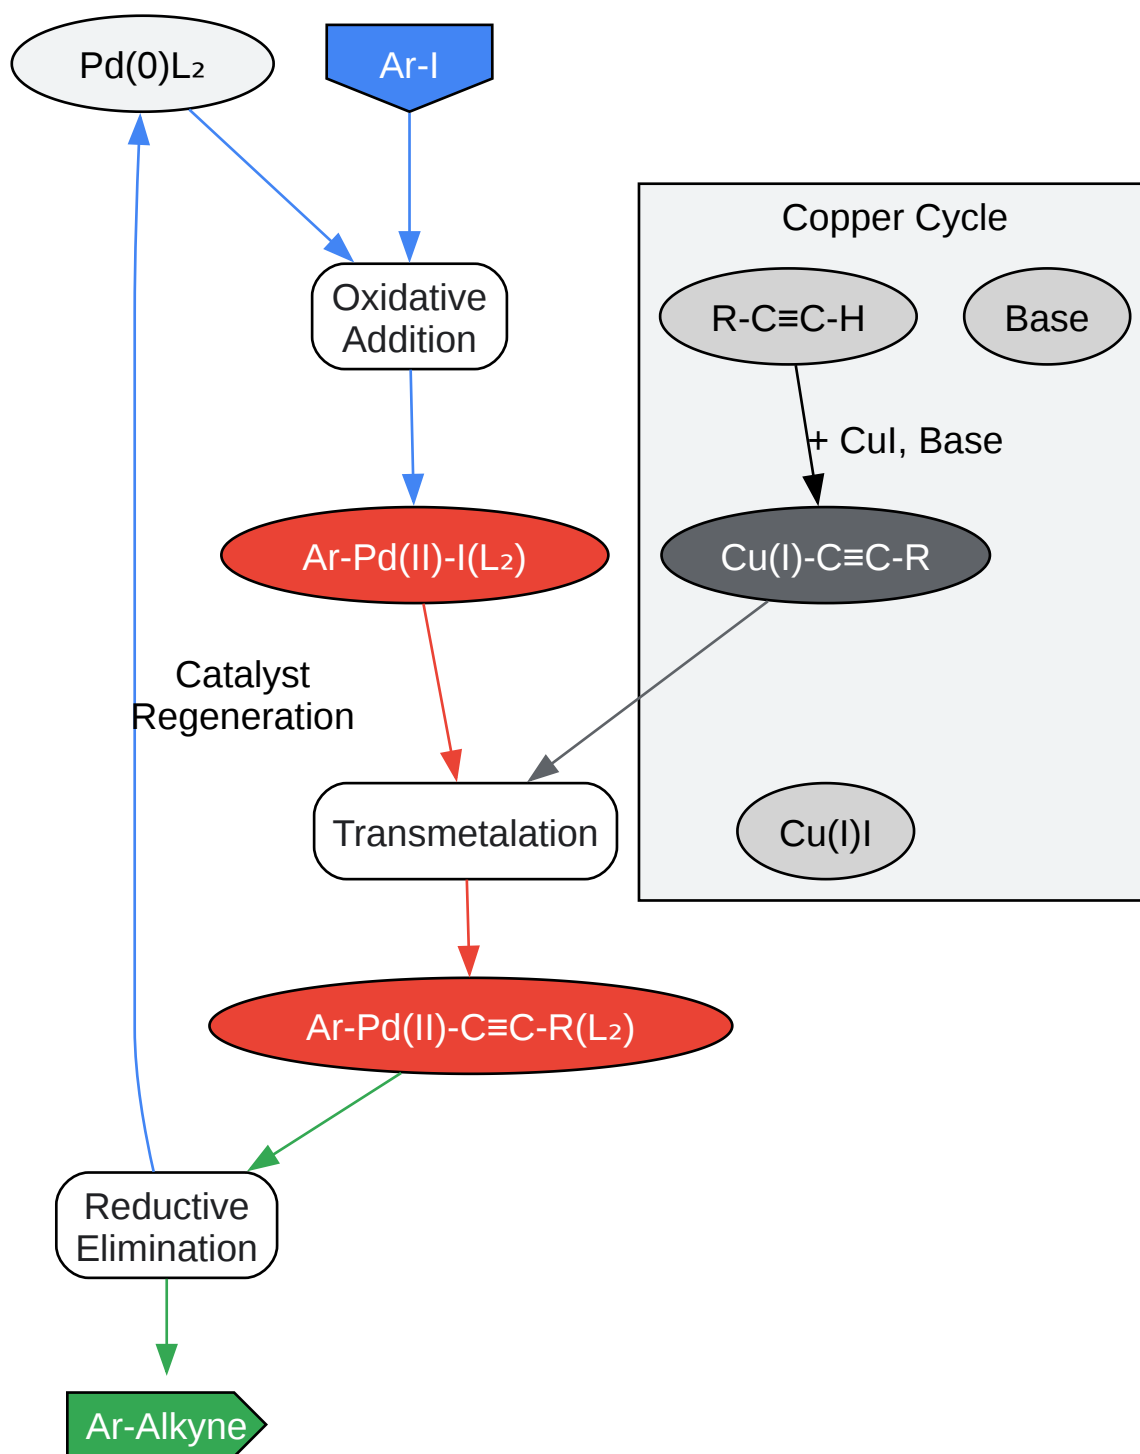 Pd(0)L₂
Ar-I
Copper Cycle
Oxidative
Addition
R-C≡C-H
Base
+ CuI, Base
Ar-Pd(II)-I(L₂)
Cu(I)-C≡C-R
Catalyst
Regeneration
Transmetalation
Cu(I)I
Ar-Pd(II)-C≡C-R(L₂)
Reductive
Elimination
Ar-Alkyne